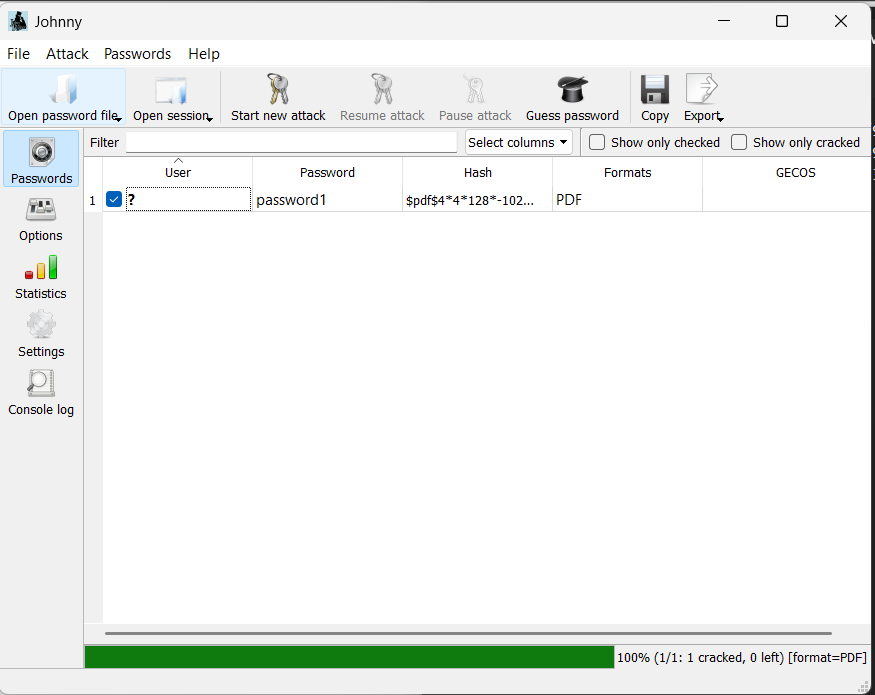 Johnny
File Attack Passwords Help
Open password file Open session Start new attack Resume attack Pause attack Guess password Copy Export
Passwords
Options
Statistics
Settings
Console log
Filter Select columns Show only checked Show only cracked
User Password Hash Formats GECOS
1 ? password1 $pdf$4*4*128*-102... PDF
100% (1/1: 1 cracked, 0 left) [format=PDF]